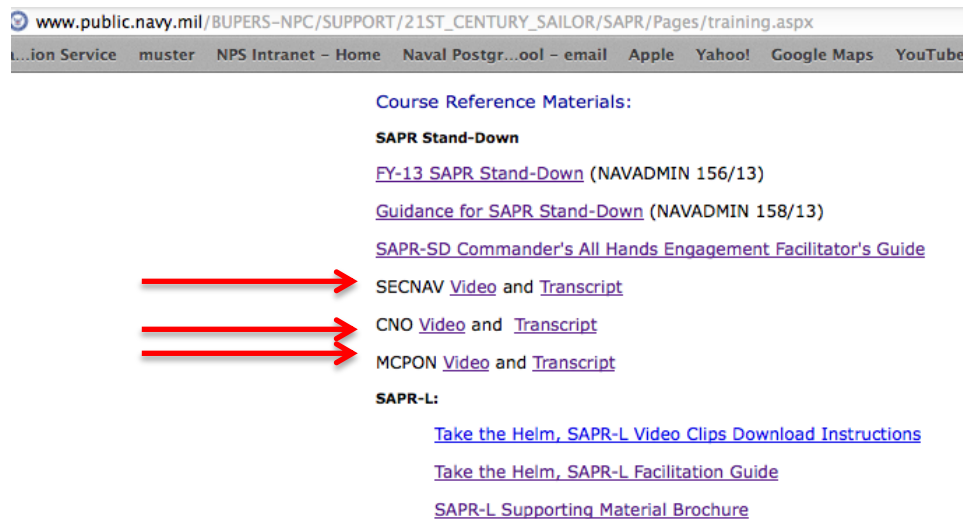 www.public.navy.mil/BUPERS-NPC/SUPPORT/21ST_CENTURY_SAILOR/SAPR/Pages/training.aspx
...ion Service muster NPS Intranet – Home Naval Postgr...ool – email Apple Yahoo! Google Maps YouTube
Course Reference Materials:
SAPR Stand-Down
FY-13 SAPR Stand-Down (NAVADMIN 156/13)
Guidance for SAPR Stand-Down (NAVADMIN 158/13)
SAPR-SD Commander's All Hands Engagement Facilitator's Guide
SECNAV Video and Transcript
CNO Video and Transcript
MCPON Video and Transcript
SAPR-L:
Take the Helm, SAPR-L Video Clips Download Instructions
Take the Helm, SAPR-L Facilitation Guide
SAPR-L Supporting Material Brochure